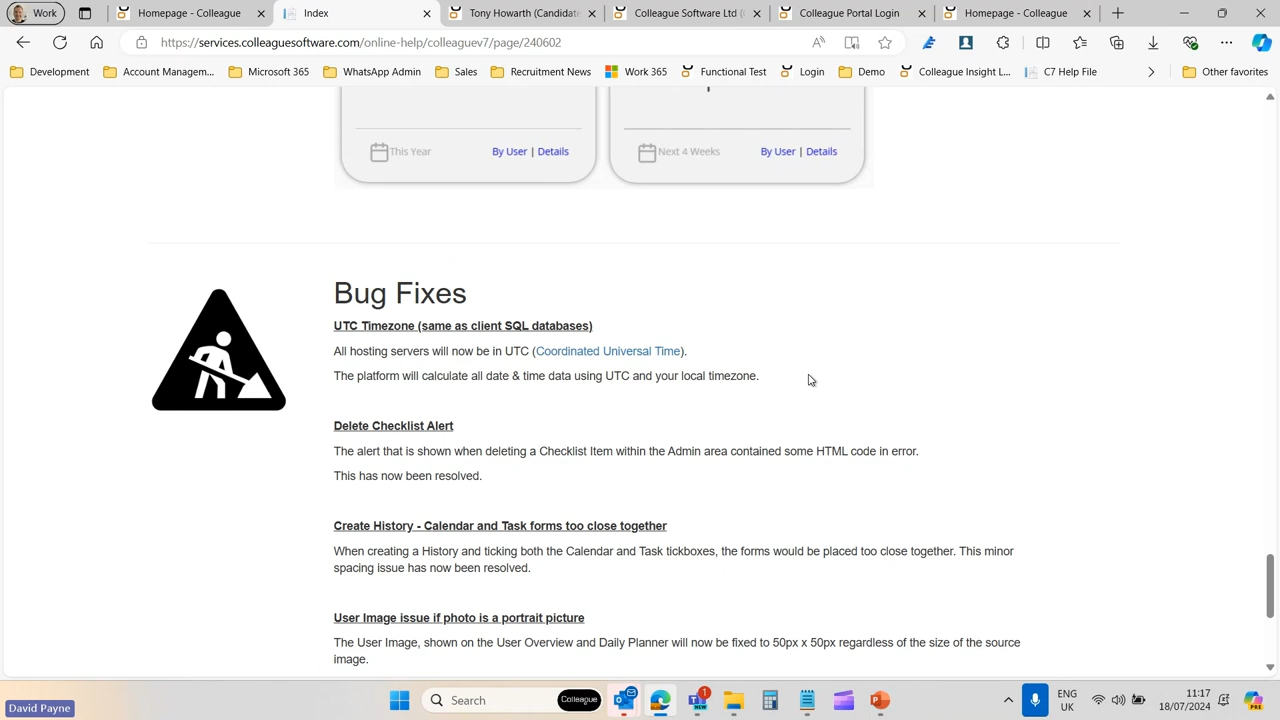 Work
Homepage - Colleague
Index
Tony Howarth (Candidate
Colleague Software Ltd (
Colleague Portal Login
Homepage - Colleague
https://services.colleaguesoftware.com/online-help/colleaguev7/page/240602
Development
Account Managem...
Microsoft 365
WhatsApp Admin
Sales
Recruitment News
Work 365
Functional Test
Login
Demo
Colleague Insight L...
C7 Help File
Other favorites
This Year
By User | Details
Next 4 Weeks
By User | Details
Bug Fixes
UTC Timezone (same as client SQL databases)
All hosting servers will now be in UTC (Coordinated Universal Time).
The platform will calculate all date & time data using UTC and your local timezone.
Delete Checklist Alert
The alert that is shown when deleting a Checklist Item within the Admin area contained some HTML code in error.
This has now been resolved.
Create History - Calendar and Task forms too close together
When creating a History and ticking both the Calendar and Task tickboxes, the forms would be placed too close together. This minor
spacing issue has now been resolved.
User Image issue if photo is a portrait picture
The User Image, shown on the User Overview and Daily Planner will now be fixed to 50px x 50px regardless of the size of the source
image.
David Payne
Search
Colleague
1
ENG
UK
11:17
18/07/2024